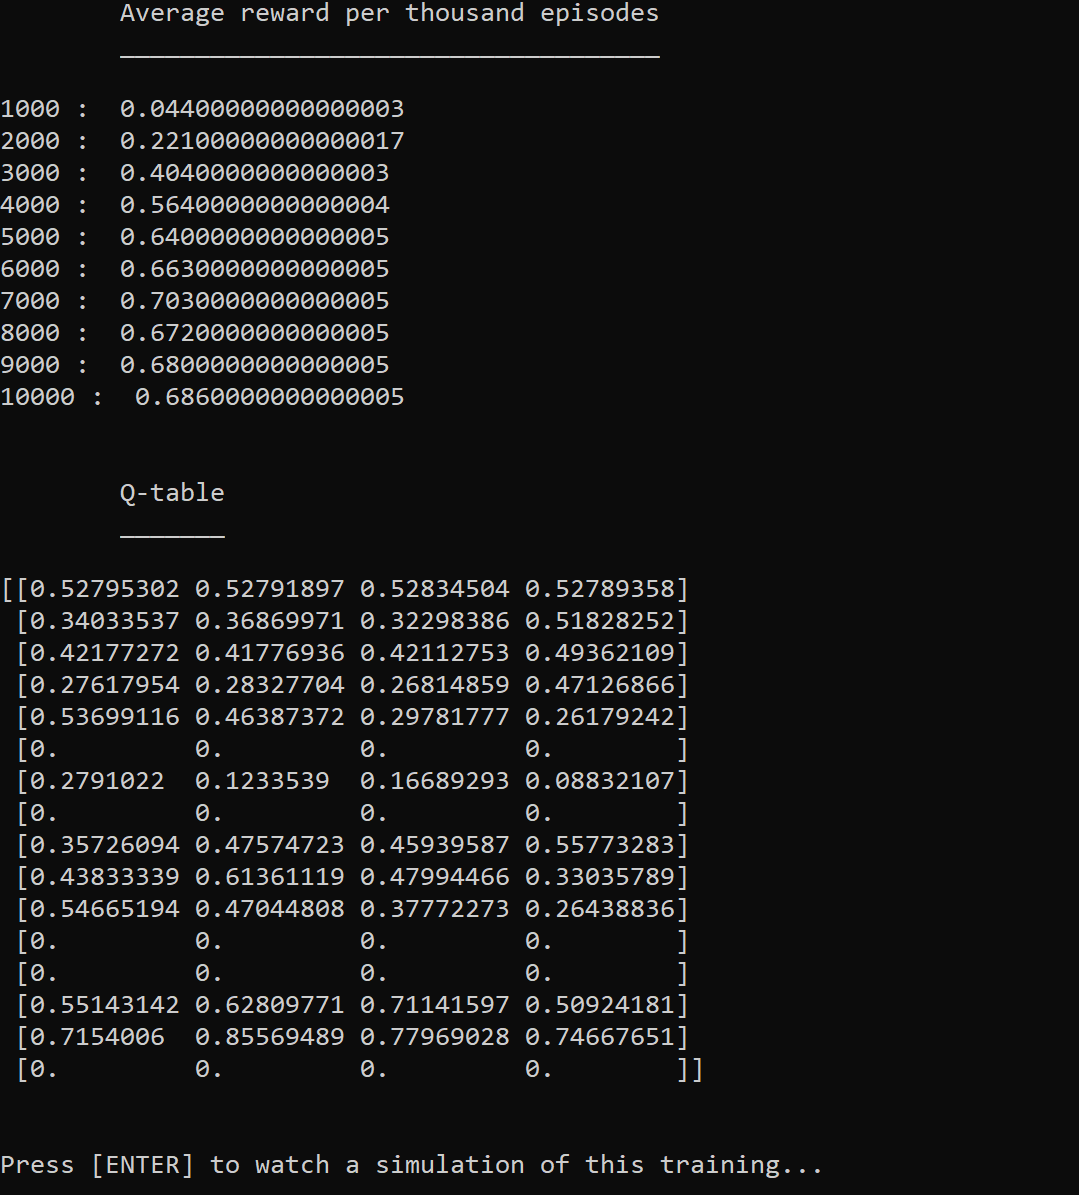 Average reward per thousand episodes
____________________________________
1000 :  0.04400000000000003
2000 :  0.22100000000000017
3000 :  0.4040000000000003
4000 :  0.5640000000000004
5000 :  0.6400000000000005
6000 :  0.6630000000000005
7000 :  0.7030000000000005
8000 :  0.6720000000000005
9000 :  0.6800000000000005
10000 :  0.6860000000000005
Q-table
_______
[[0.52795302 0.52791897 0.52834504 0.52789358]
 [0.34033537 0.36869971 0.32298386 0.51828252]
 [0.42177272 0.41776936 0.42112753 0.49362109]
 [0.27617954 0.28327704 0.26814859 0.47126866]
 [0.53699116 0.46387372 0.29781777 0.26179242]
 [0.         0.         0.         0.        ]
 [0.2791022  0.1233539  0.16689293 0.08832107]
 [0.         0.         0.         0.        ]
 [0.35726094 0.47574723 0.45939587 0.55773283]
 [0.43833339 0.61361119 0.47994466 0.33035789]
 [0.54665194 0.47044808 0.37772273 0.26438836]
 [0.         0.         0.         0.        ]
 [0.         0.         0.         0.        ]
 [0.55143142 0.62809771 0.71141597 0.50924181]
 [0.7154006  0.85569489 0.77969028 0.74667651]
 [0.         0.         0.         0.        ]]
Press [ENTER] to watch a simulation of this training...